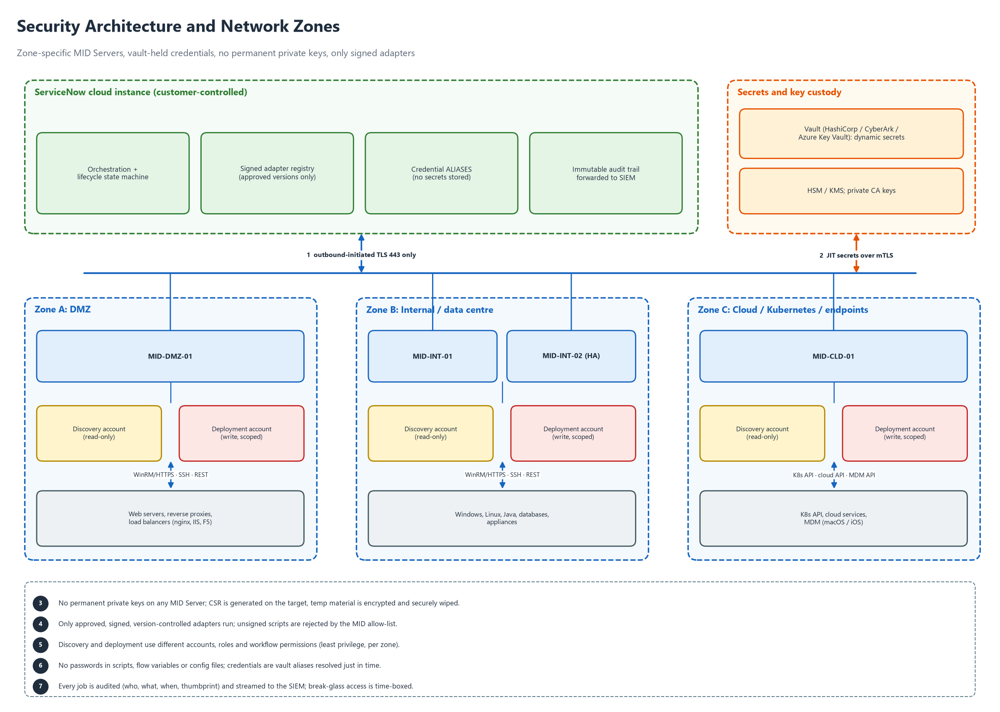 Security Architecture and Network Zones
Zone-specific MID Servers, vault-held credentials, no permanent private keys, only signed adapters
ServiceNow cloud instance (customer-controlled)
Orchestration +
lifecycle state machine
Signed adapter registry
(approved versions only)
Credential ALIASES
(no secrets stored)
Immutable audit trail
forwarded to SIEM
Secrets and key custody
Vault (HashiCorp / CyberArk /
Azure Key Vault): dynamic secrets
HSM / KMS; private CA keys
1 outbound-initiated TLS 443 only
2 JIT secrets over mTLS
Zone A: DMZ
MID-DMZ-01
Discovery account
(read-only)
Deployment account
(write, scoped)
WinRM/HTTPS · SSH · REST
Web servers, reverse proxies,
load balancers (nginx, IIS, F5)
Zone B: Internal / data centre
MID-INT-01
MID-INT-02 (HA)
Discovery account
(read-only)
Deployment account
(write, scoped)
WinRM/HTTPS · SSH · REST
Windows, Linux, Java, databases,
appliances
Zone C: Cloud / Kubernetes / endpoints
MID-CLD-01
Discovery account
(read-only)
Deployment account
(write, scoped)
K8s API · cloud API · MDM API
K8s API, cloud services,
MDM (macOS / iOS)
3 No permanent private keys on any MID Server; CSR is generated on the target, temp material is encrypted and securely wiped.
4 Only approved, signed, version-controlled adapters run; unsigned scripts are rejected by the MID allow-list.
5 Discovery and deployment use different accounts, roles and workflow permissions (least privilege, per zone).
6 No passwords in scripts, flow variables or config files; credentials are vault aliases resolved just in time.
7 Every job is audited (who, what, when, thumbprint) and streamed to the SIEM; break-glass access is time-boxed.